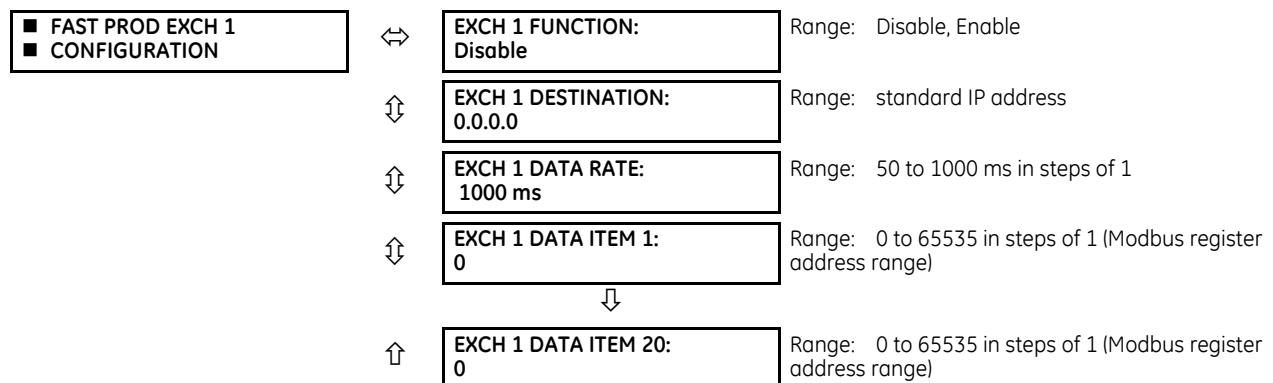 ■ FAST PROD EXCH 1
■ CONFIGURATION
EXCH 1 FUNCTION:
Disable
Range: Disable, Enable
EXCH 1 DESTINATION:
0.0.0.0
Range: standard IP address
EXCH 1 DATA RATE:
1000 ms
Range: 50 to 1000 ms in steps of 1
EXCH 1 DATA ITEM 1:
0
Range: 0 to 65535 in steps of 1 (Modbus register
address range)
EXCH 1 DATA ITEM 20:
0
Range: 0 to 65535 in steps of 1 (Modbus register
address range)